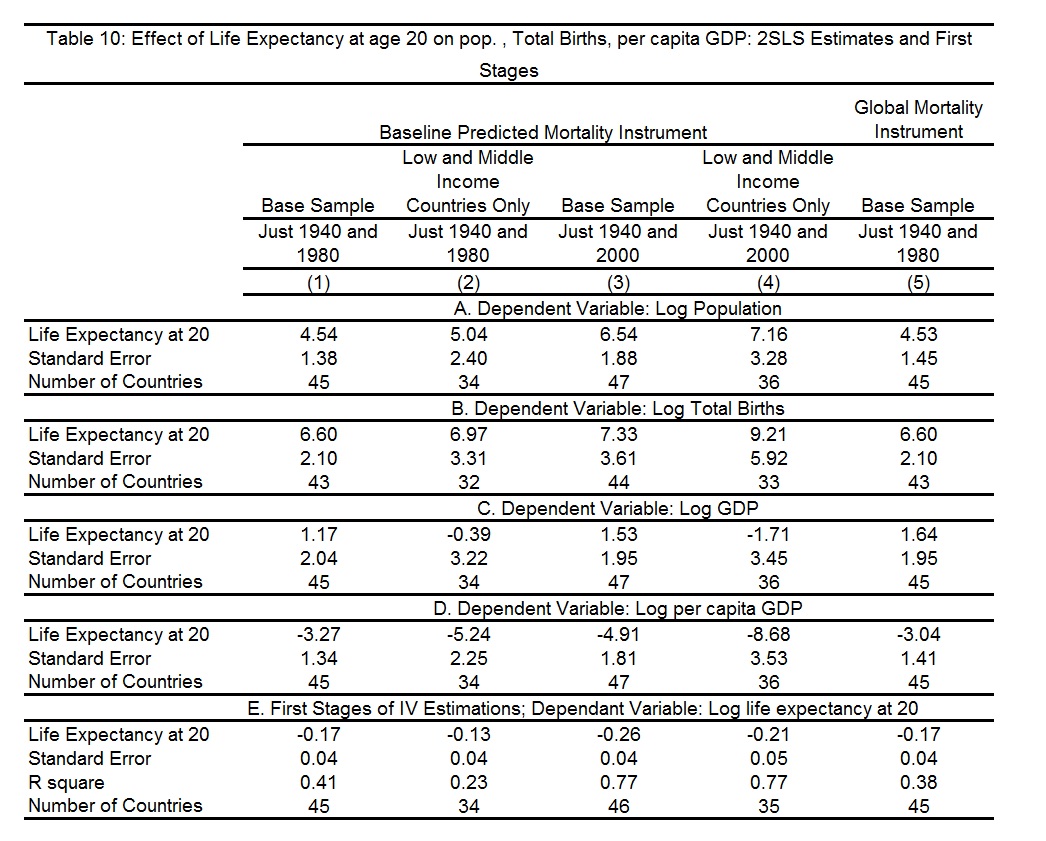 Table 10: Effect of Life Expectancy at age 20 on pop. , Total Births, per capita GDP: 2SLS Estimates and First
Stages
Global Mortality
Baseline Predicted Mortality Instrument Instrument
Low and Middle Low and Middle
Income Income
Base Sample Countries Only Base Sample Countries Only Base Sample
Just 1940 and Just 1940 and Just 1940 and Just 1940 and Just 1940 and
1980 1980 2000 2000 1980
(1) (2) (3) (4) (5)
A. Dependent Variable: Log Population
Life Expectancy at 20 4.54 5.04 6.54 7.16 4.53
Standard Error 1.38 2.40 1.88 3.28 1.45
Number of Countries 45 34 47 36 45
B. Dependent Variable: Log Total Births
Life Expectancy at 20 6.60 6.97 7.33 9.21 6.60
Standard Error 2.10 3.31 3.61 5.92 2.10
Number of Countries 43 32 44 33 43
C. Dependent Variable: Log GDP
Life Expectancy at 20 1.17 -0.39 1.53 -1.71 1.64
Standard Error 2.04 3.22 1.95 3.45 1.95
Number of Countries 45 34 47 36 45
D. Dependent Variable: Log per capita GDP
Life Expectancy at 20 -3.27 -5.24 -4.91 -8.68 -3.04
Standard Error 1.34 2.25 1.81 3.53 1.41
Number of Countries 45 34 47 36 45
E. First Stages of IV Estimations; Dependant Variable: Log life expectancy at 20
Life Expectancy at 20 -0.17 -0.13 -0.26 -0.21 -0.17
Standard Error 0.04 0.04 0.04 0.05 0.04
R square 0.41 0.23 0.77 0.77 0.38
Number of Countries 45 34 46 35 45